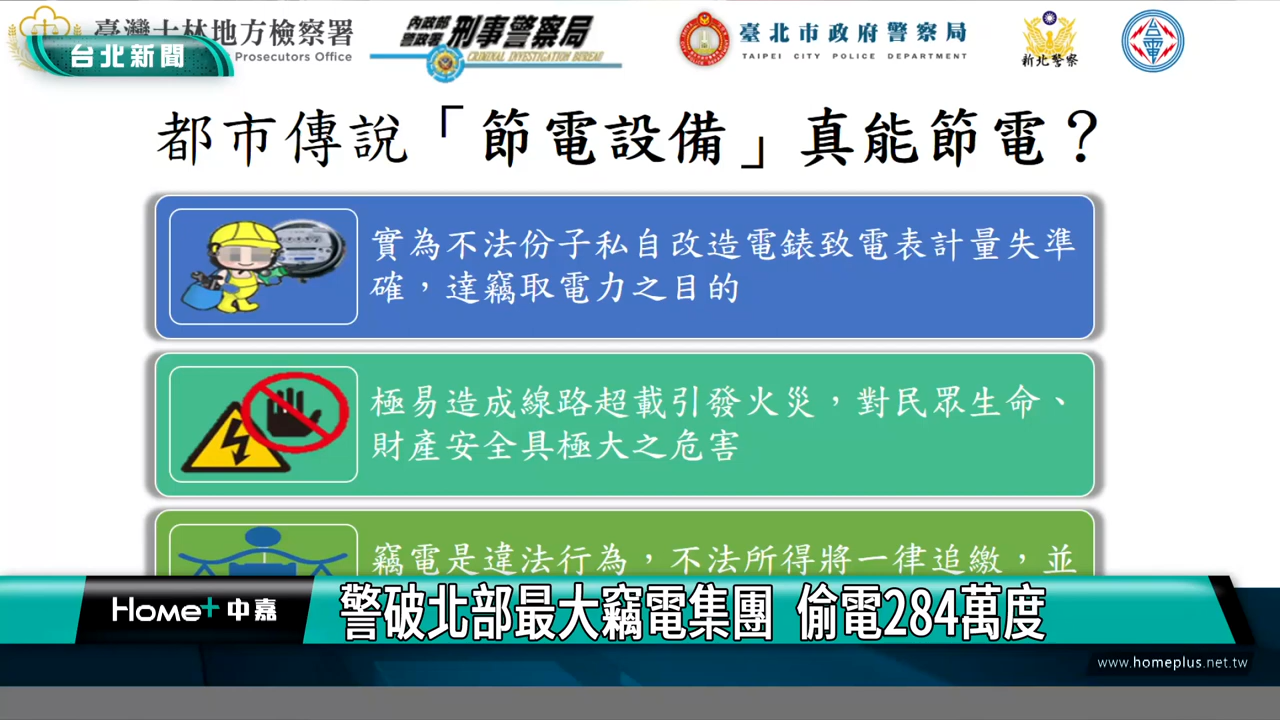 臺灣士林地方檢察署
Prosecutors Office
台北新聞
內政部
警政署
刑事警察局
CRIMINAL INVESTIGATION BUREAU
臺北市政府警察局
TAIPEI CITY POLICE DEPARTMENT
新北警察
都市傳說「節電設備」真能節電？
實為不法份子私自改造電錶致電表計量失準
確，達竊取電力之目的
極易造成線路超載引發火災，對民眾生命、
財產安全具極大之危害
竊電是違法行為，不法所得將一律追繳，並
Home+中嘉
警破北部最大竊電集團 偷電284萬度
www.homeplus.net.tw